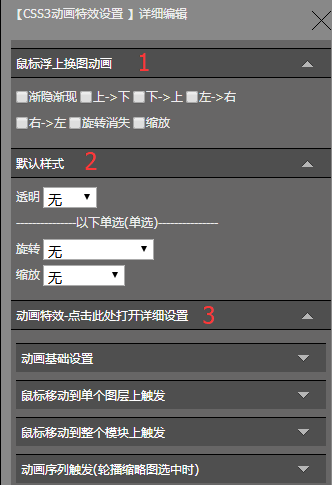 【CSS3动画特效设置 】详细编辑
鼠标浮上换图动画 1
渐隐渐现 上->下 下->上 左->右
右->左 旋转消失 缩放
默认样式 2
透明 无
---------------以下单选(单选)---------------
旋转 无
缩放 无
动画特效-点击此处打开详细设置 3
动画基础设置
鼠标移动到单个图层上触发
鼠标移动到整个模块上触发
动画序列触发(轮播缩略图选中时)